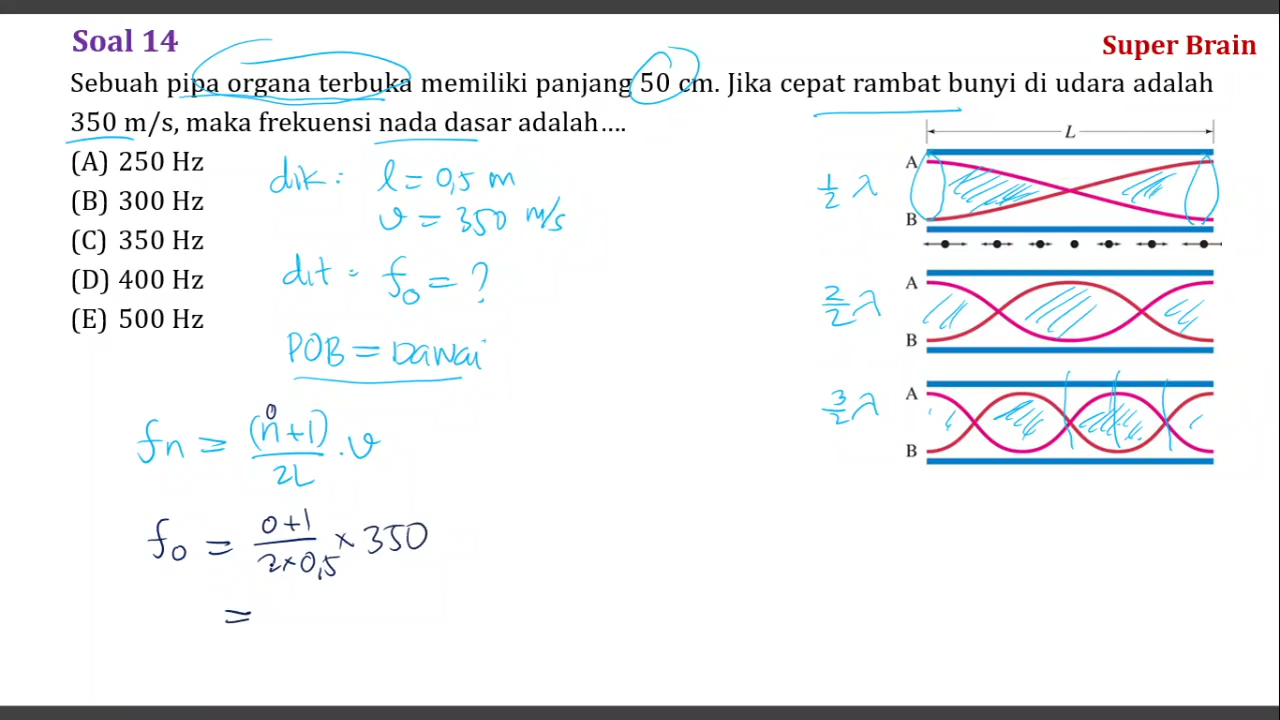 Soal 14
Super Brain
Sebuah pipa organa terbuka memiliki panjang 50 cm. Jika cepat rambat bunyi di udara adalah
350 m/s, maka frekuensi nada dasar adalah....
(A) 250 Hz
(B) 300 Hz
(C) 350 Hz
(D) 400 Hz
(E) 500 Hz
dik: l = 0,5 m
v = 350 m/s
dit = f₀ = ?
POB = Dawai
fn = (n+1)/2L . v
0
f₀ = 0+1/2×0,5 × 350
=
L
1/2 λ
A
B
2/2 λ
A
B
3/2 λ
A
B